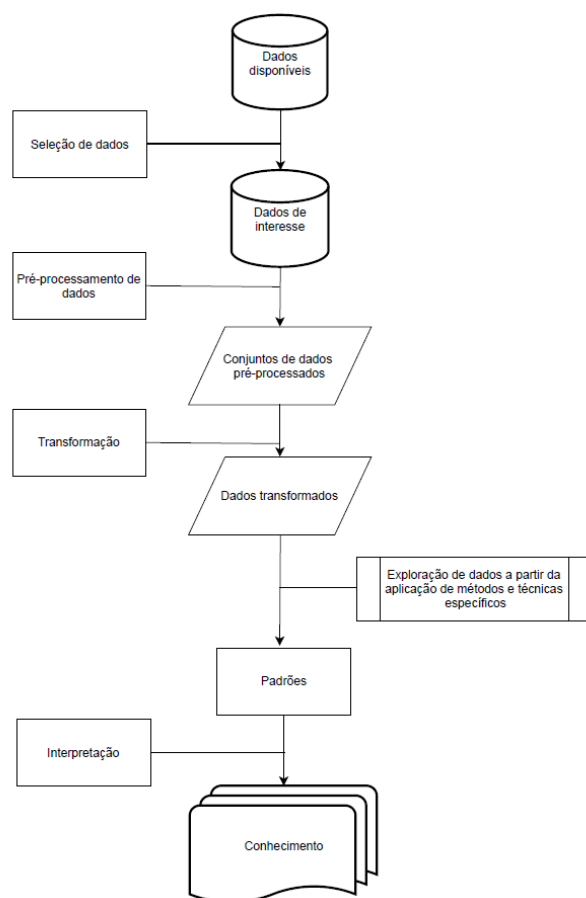 Dados
disponíveis
Seleção de dados
Dados de
interesse
Pré-processamento de
dados
Conjuntos de dados
pré-processados
Transformação
Dados transformados
Exploração de dados a partir da
aplicação de métodos e técnicas
específicos
Padrões
Interpretação
Conhecimento